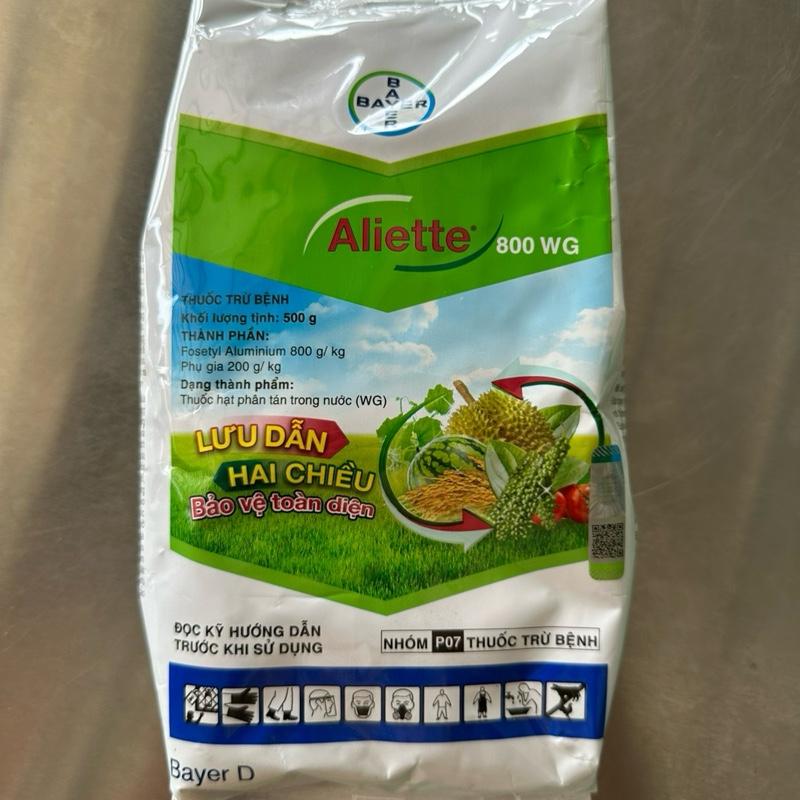 BAYER
BAYER
Aliette®
800 WG
THUỐC TRỪ BỆNH
Khối lượng tịnh: 500 g
THÀNH PHẦN:
Fosetyl Aluminium 800 g/ kg
Phụ gia 200 g/ kg
Dạng thành phẩm:
Thuốc hạt phân tán trong nước (WG)
LƯU DẪN
HAI CHIỀU
Bảo vệ toàn diện
ĐỌC KỸ HƯỚNG DẪN
TRƯỚC KHI SỬ DỤNG
NHÓM P07 THUỐC TRỪ BỆNH
Bayer D